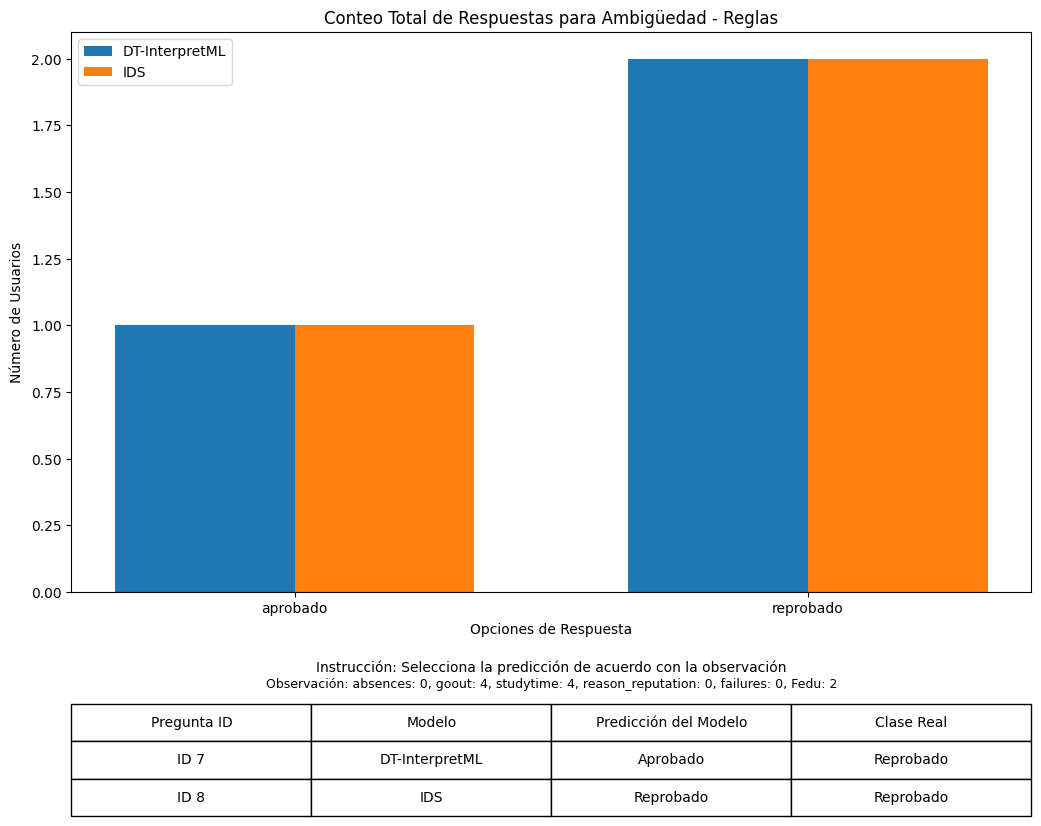 Conteo Total de Respuestas para Ambigüedad - Reglas
DT-InterpretML
IDS
Número de Usuarios
2.00
1.75
1.50
1.25
1.00
0.75
0.50
0.25
0.00
aprobado reprobado
Opciones de Respuesta
Instrucción: Selecciona la predicción de acuerdo con la observación
Observación: absences: 0, goout: 4, studytime: 4, reason_reputation: 0, failures: 0, Fedu: 2
Pregunta ID Modelo Predicción del Modelo Clase Real
ID 7 DT-InterpretML Aprobado Reprobado
ID 8 IDS Reprobado Reprobado